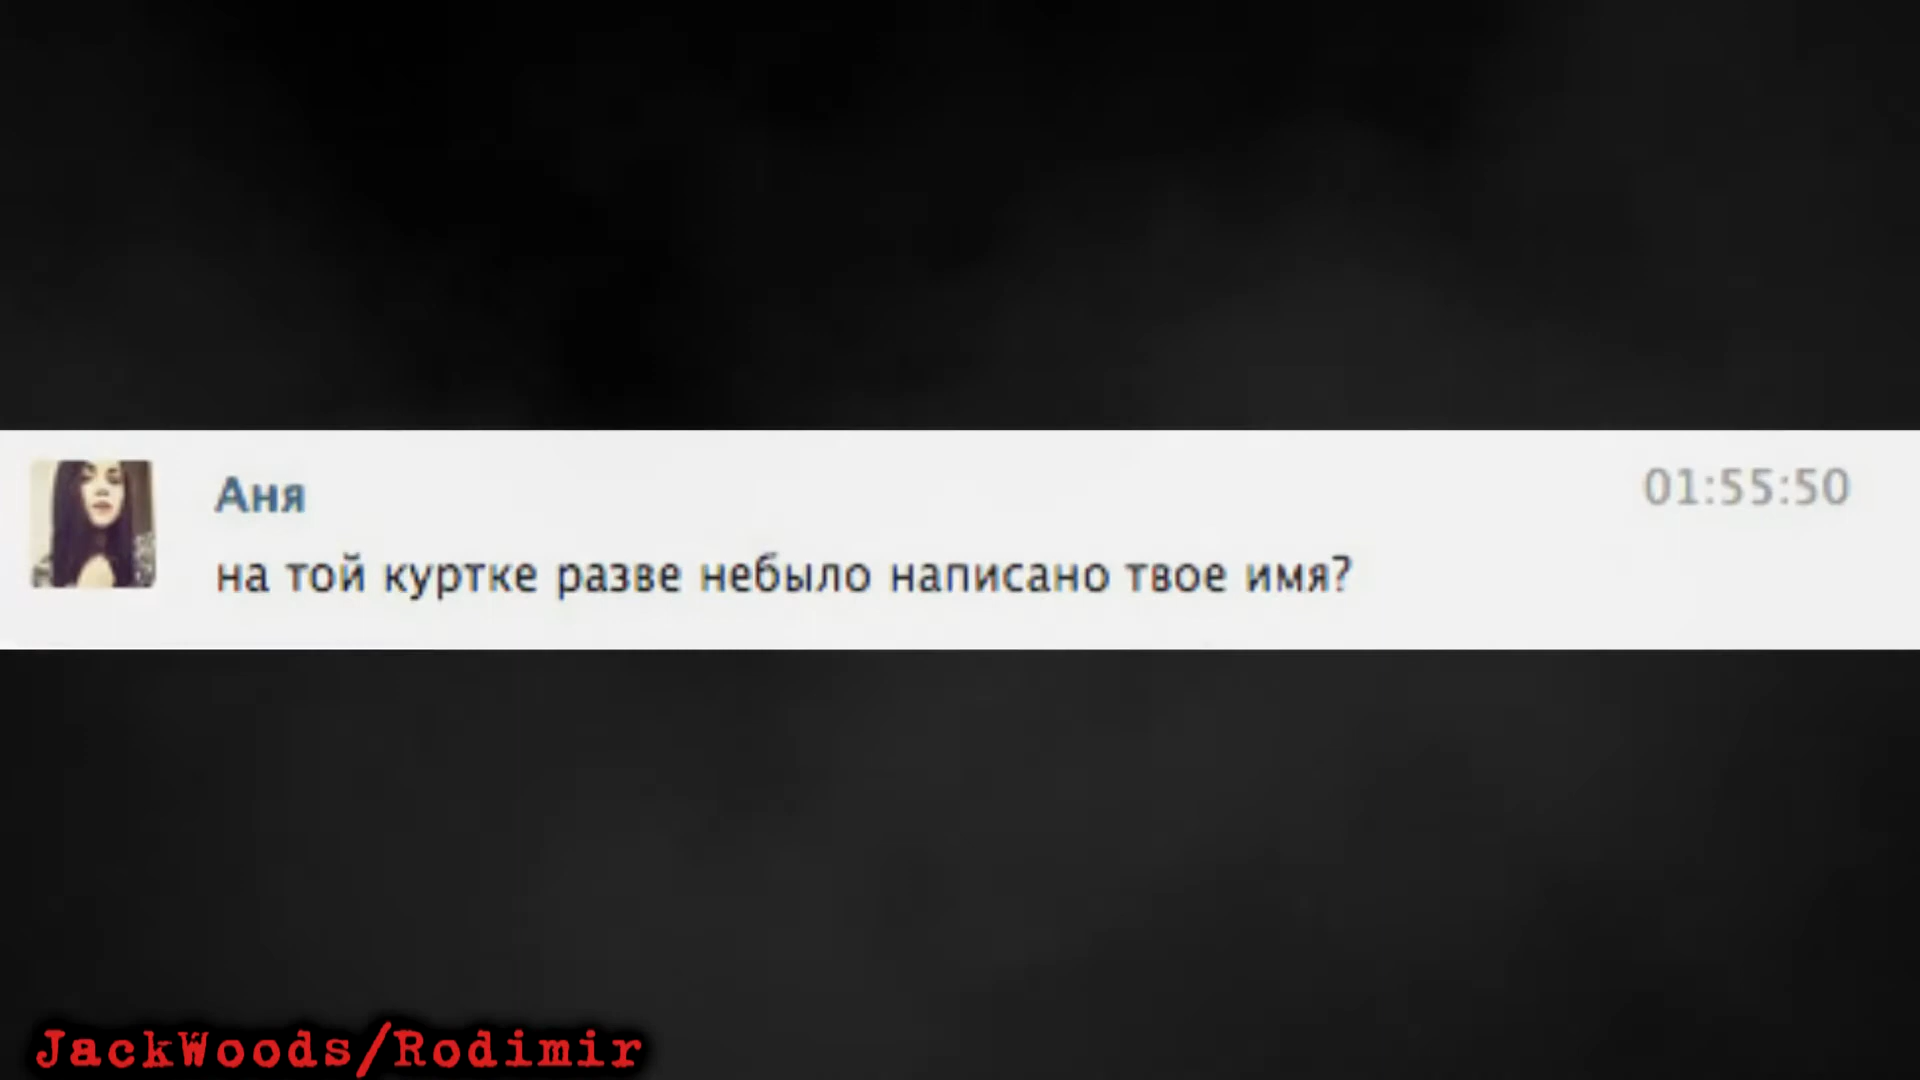 Аня
01:55:50
на той куртке разве небыло написано твое имя?
JackWoods/Rodimir